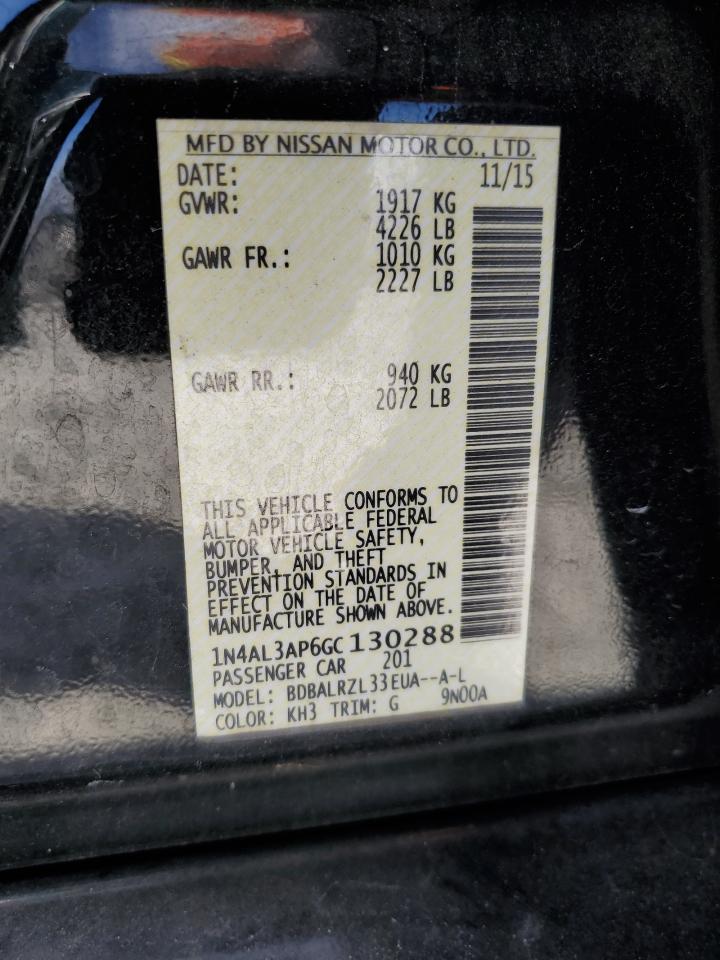 MFD BY NISSAN MOTOR CO., LTD.
DATE: 11/15
GVWR: 1917 KG
4226 LB
GAWR FR.: 1010 KG
2227 LB
GAWR RR.: 940 KG
2072 LB
THIS VEHICLE CONFORMS TO
ALL APPLICABLE FEDERAL
MOTOR VEHICLE SAFETY,
BUMPER, AND THEFT
PREVENTION STANDARDS IN
EFFECT ON THE DATE OF
MANUFACTURE SHOWN ABOVE.
1N4AL3AP6GC130288
PASSENGER CAR 201
MODEL: BDBALRZL33EUA--A-L
COLOR: KH3 TRIM: G 9N00A